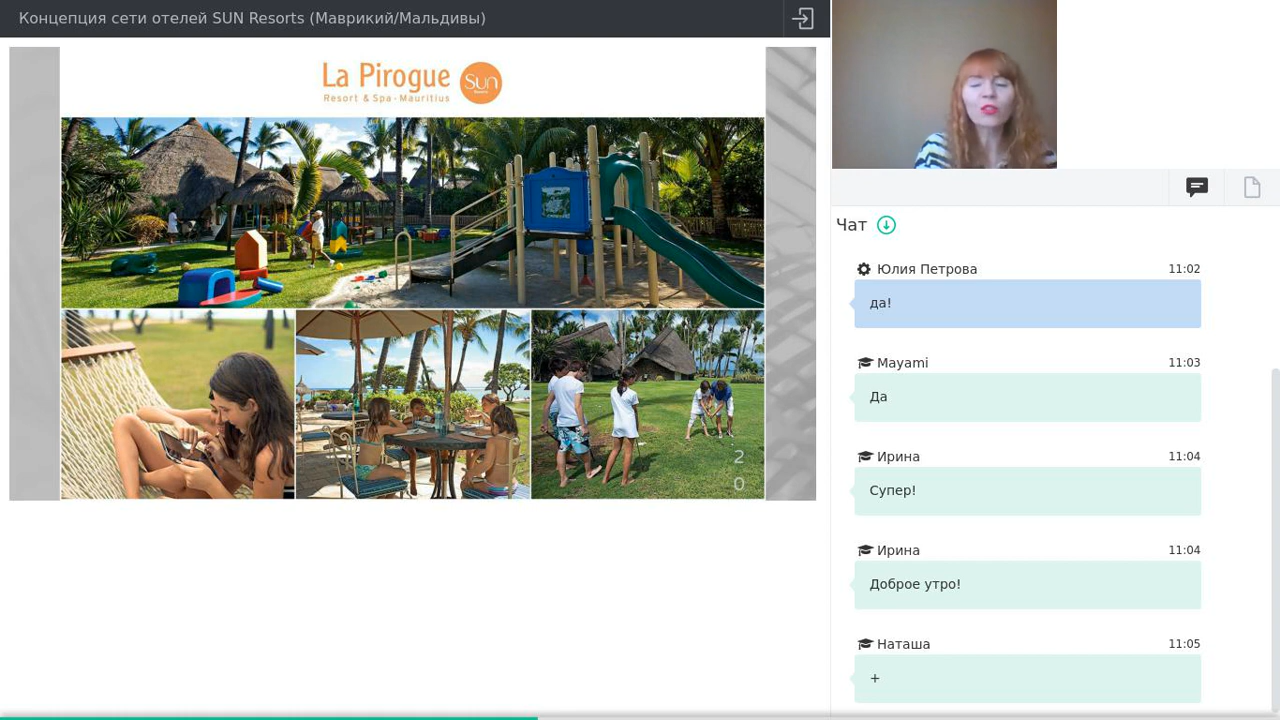 Концепция сети отелей SUN Resorts (Маврикий/Мальдивы)
La Pirogue
Resort & Spa - Mauritius
Sun
Resorts
2
0
Чат
Юлия Петрова 11:02
да!
Mayami 11:03
Да
Ирина 11:04
Супер!
Ирина 11:04
Доброе утро!
Наташа 11:05
+